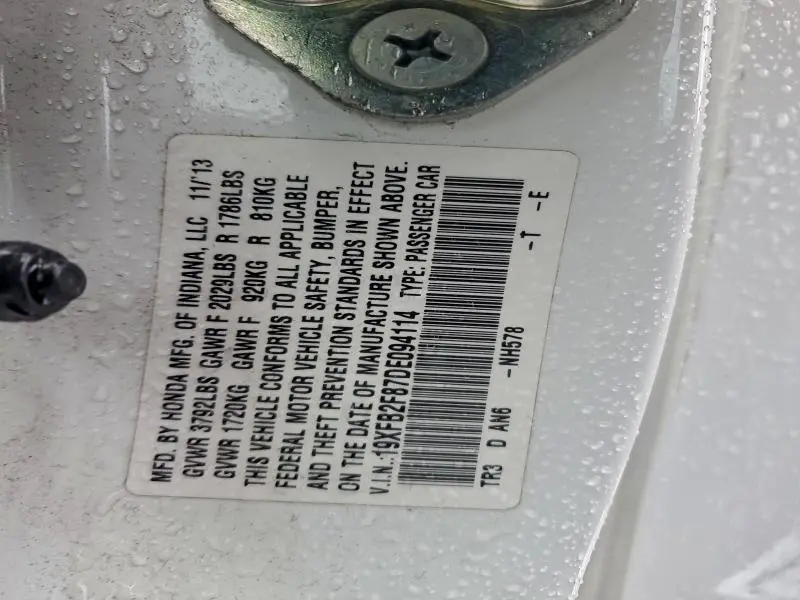 MFD. BY HONDA MFG. OF INDIANA, LLC 11/'13
GVWR 3792LBS GAWR F 2029LBS R 1786LBS
GVWR 1720KG GAWR F 920KG R 810KG
THIS VEHICLE CONFORMS TO ALL APPLICABLE
FEDERAL MOTOR VEHICLE SAFETY, BUMPER,
AND THEFT PREVENTION STANDARDS IN EFFECT
ON THE DATE OF MANUFACTURE SHOWN ABOVE.
V.I.N.:19XFB2F87DE094114 TYPE: PASSENGER CAR
TR3 D AN6 -NH578 -T -E